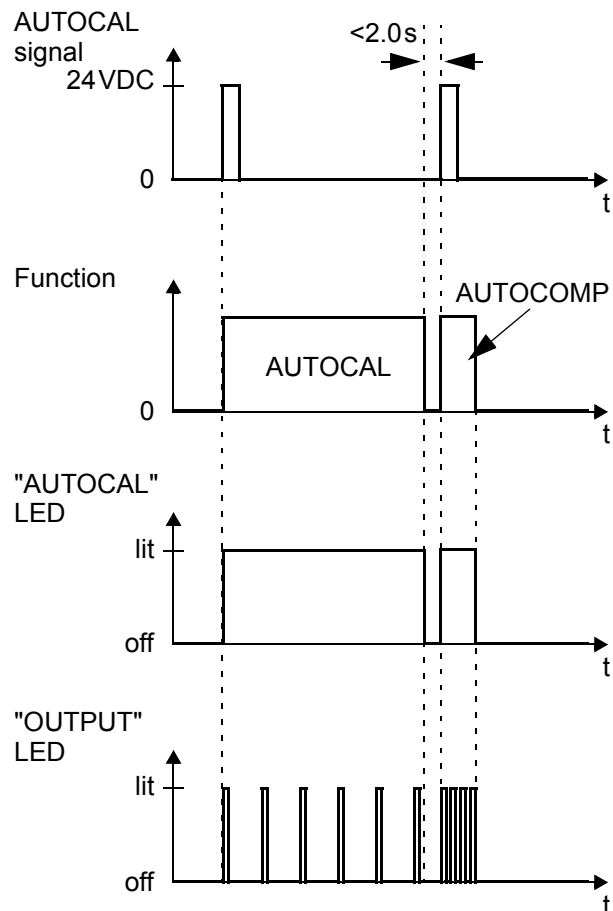 AUTOCAL
signal
<2.0s
24VDC
0
t
Function
AUTOCOMP
AUTOCAL
0
t
"AUTOCAL"
LED
lit
off
t
"OUTPUT"
LED
lit
off
t